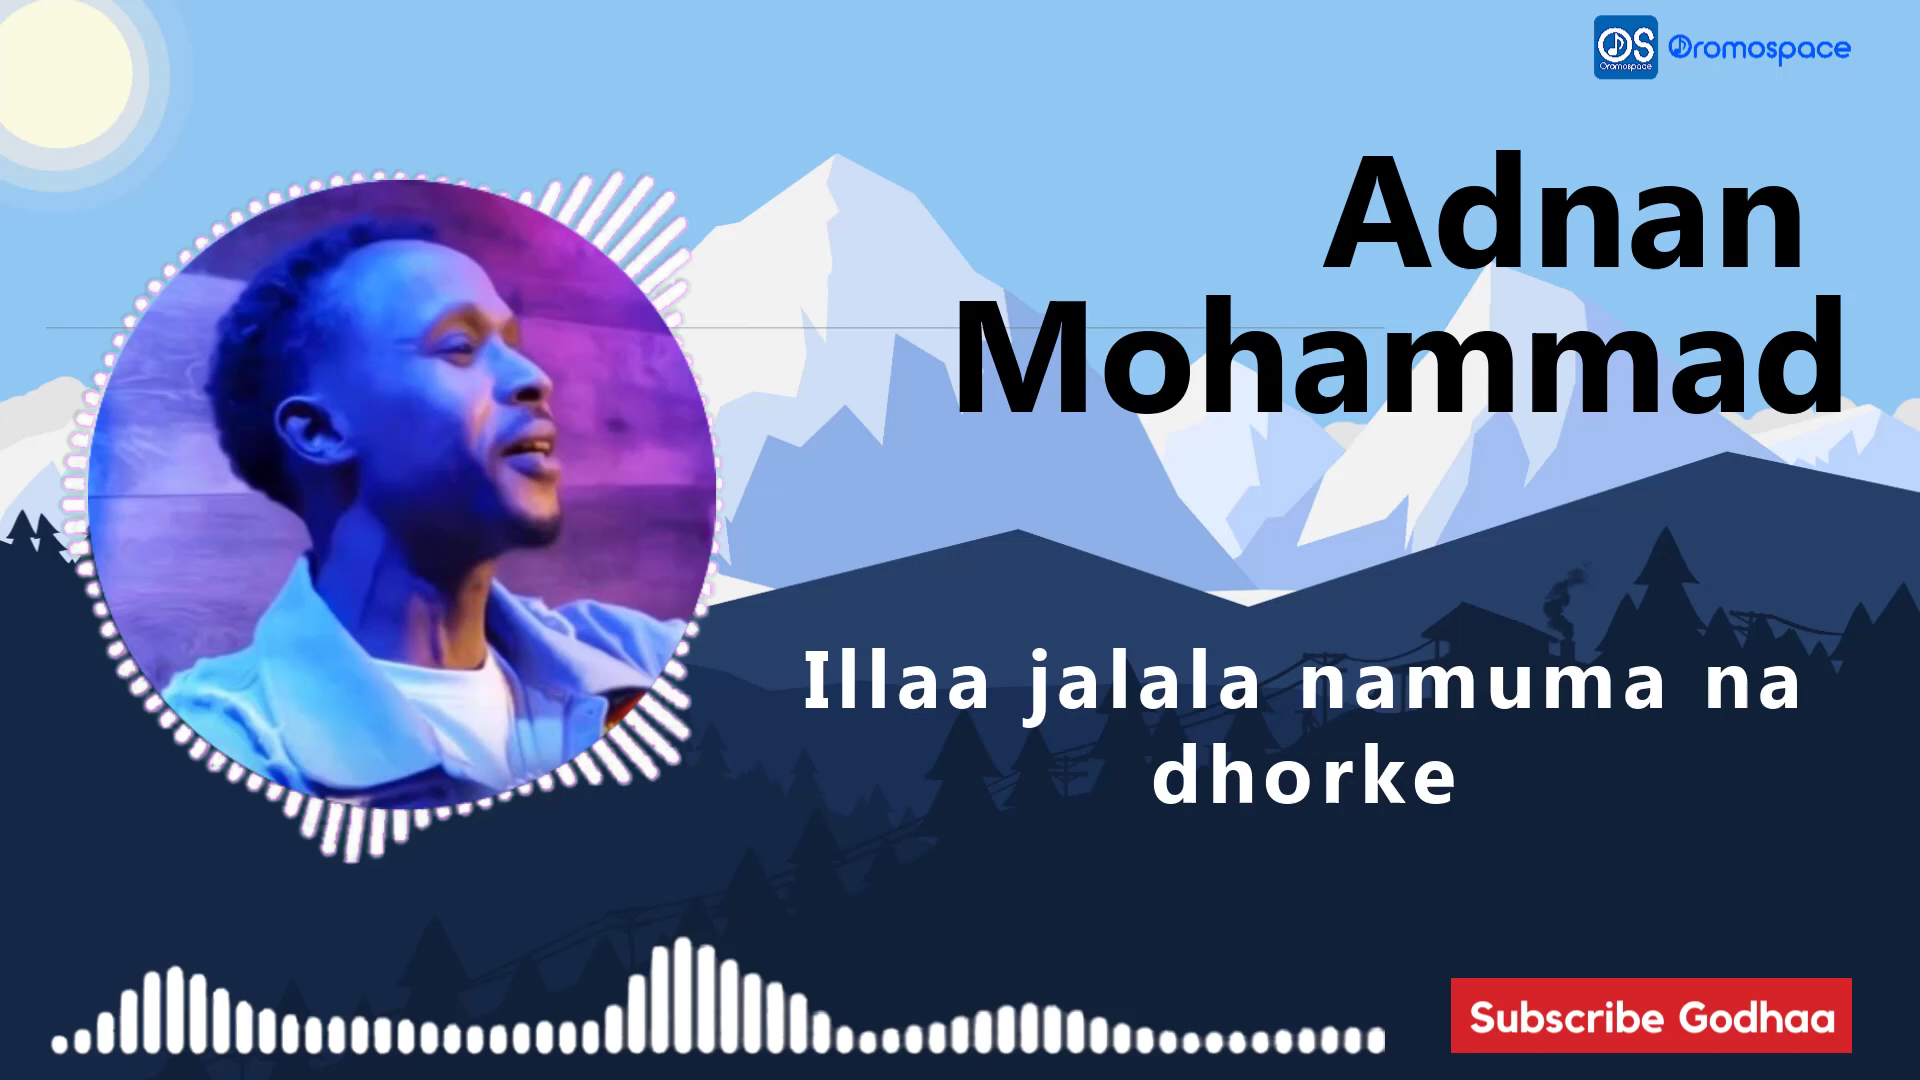 OS
Oromospace
Oromospace
Adnan
Mohammad
Illaa jalala namuma na
dhorke
Subscribe Godhaa